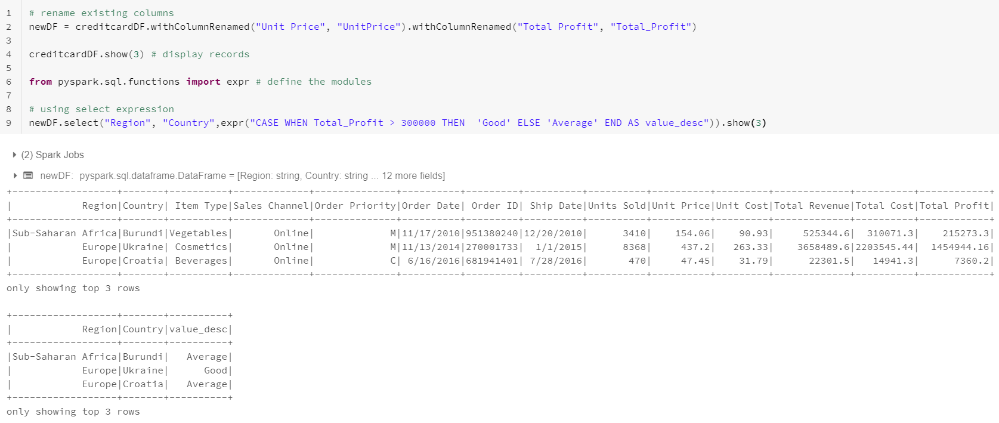 1 # rename existing columns
2 newDF = creditcardDF.withColumnRenamed("Unit Price", "UnitPrice").withColumnRenamed("Total Profit", "Total_Profit")
3
4 creditcardDF.show(3) # display records
5
6 from pyspark.sql.functions import expr # define the modules
7
8 # using select expression
9 newDF.select("Region", "Country",expr("CASE WHEN Total_Profit > 300000 THEN  'Good' ELSE 'Average' END AS value_desc")).show(3)
(2) Spark Jobs
newDF: pyspark.sql.dataframe.DataFrame = [Region: string, Country: string ... 12 more fields]
+------------------+-------+----------+-------------+--------------+----------+---------+----------+----------+----------+---------+-------------+----------+------------+
|            Region|Country| Item Type|Sales Channel|Order Priority|Order Date| Order ID| Ship Date|Units Sold|Unit Price|Unit Cost|Total Revenue|Total Cost|Total Profit|
+------------------+-------+----------+-------------+--------------+----------+---------+----------+----------+----------+---------+-------------+----------+------------+
|Sub-Saharan Africa|Burundi|Vegetables|       Online|             M|11/17/2010|951380240|12/20/2010|      3410|    154.06|    90.93|     525344.6|  310071.3|    215273.3|
|            Europe|Ukraine| Cosmetics|       Online|             M|11/13/2014|270001733|  1/1/2015|      8368|     437.2|   263.33|    3658489.6|2203545.44|  1454944.16|
|            Europe|Croatia| Beverages|       Online|             C| 6/16/2016|681941401| 7/28/2016|       470|     47.45|    31.79|      22301.5|   14941.3|      7360.2|
+------------------+-------+----------+-------------+--------------+----------+---------+----------+----------+----------+---------+-------------+----------+------------+
only showing top 3 rows
+------------------+-------+----------+
|            Region|Country|value_desc|
+------------------+-------+----------+
|Sub-Saharan Africa|Burundi|   Average|
|            Europe|Ukraine|      Good|
|            Europe|Croatia|   Average|
+------------------+-------+----------+
only showing top 3 rows